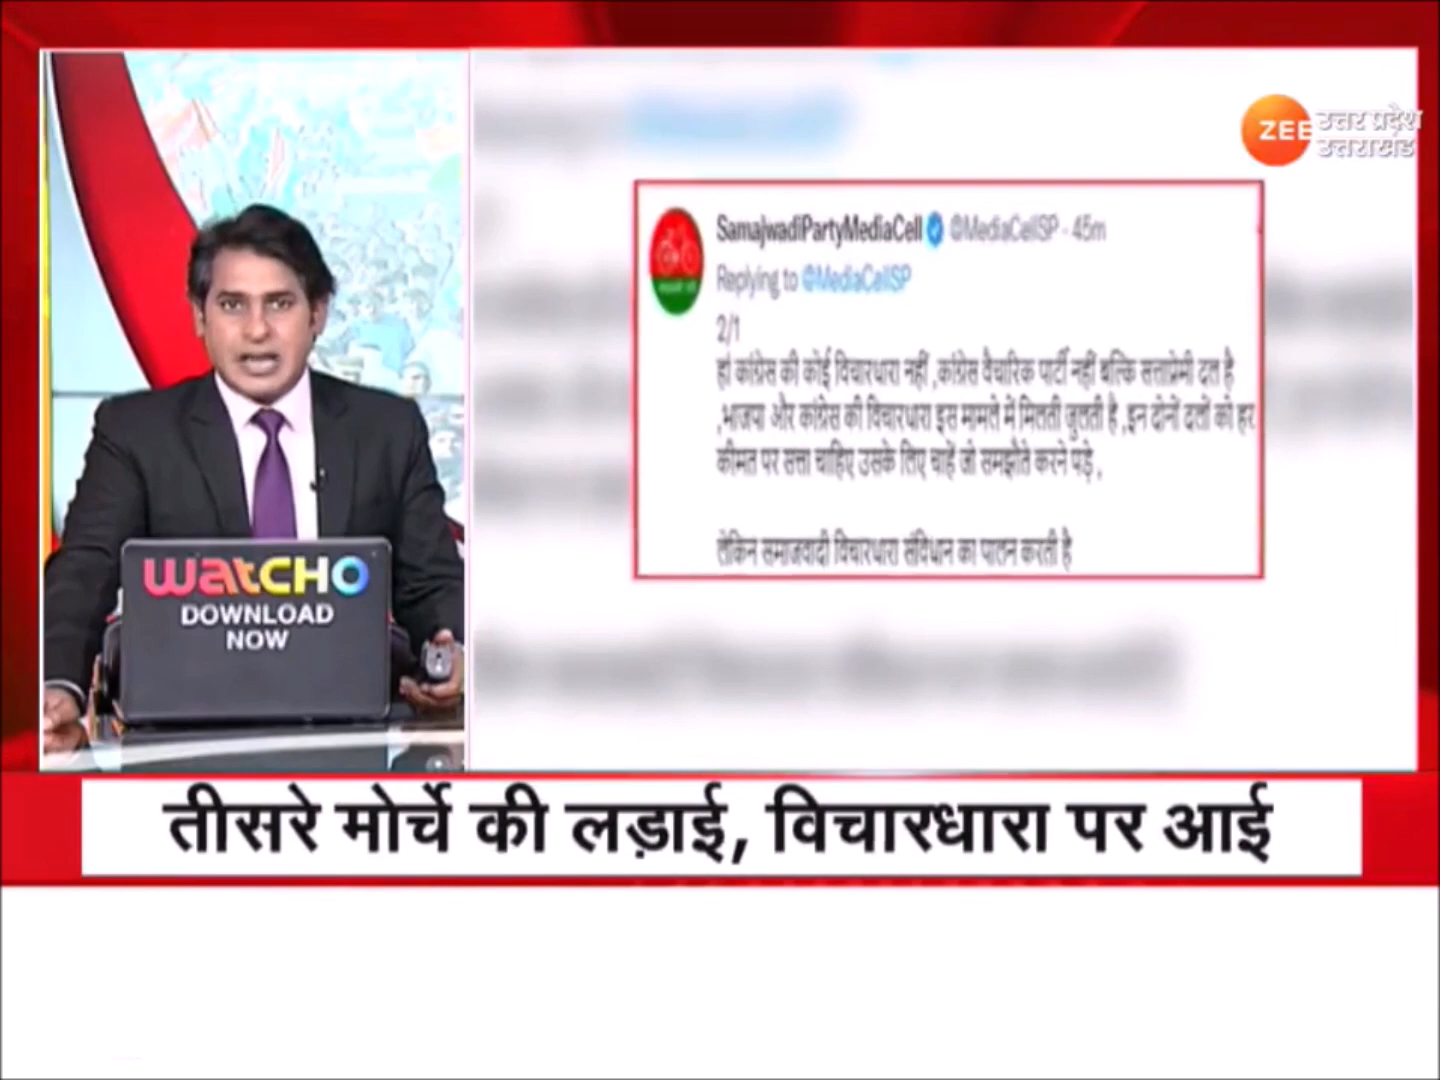 ZEE उत्तर प्रदेश
उत्तराखंड
SamajwadiPartyMediaCell @MediaCellSP · 45m
Replying to @MediaCellSP
2/1
हां कांग्रेस की कोई विचारधारा नहीं ,कांग्रेस वैचारिक पार्टी नहीं बल्कि सत्ताप्रेमी दल है
,भाजपा और कांग्रेस की विचारधारा इस मामले में मिलती जुलती है ,इन दोनों दलों को हर
कीमत पर सत्ता चाहिए उसके लिए चाहें जो समझौते करने पड़े ,
लेकिन समाजवादी विचारधारा संविधान का पालन करती है
WATCHO
DOWNLOAD
NOW
तीसरे मोर्चे की लड़ाई, विचारधारा पर आई